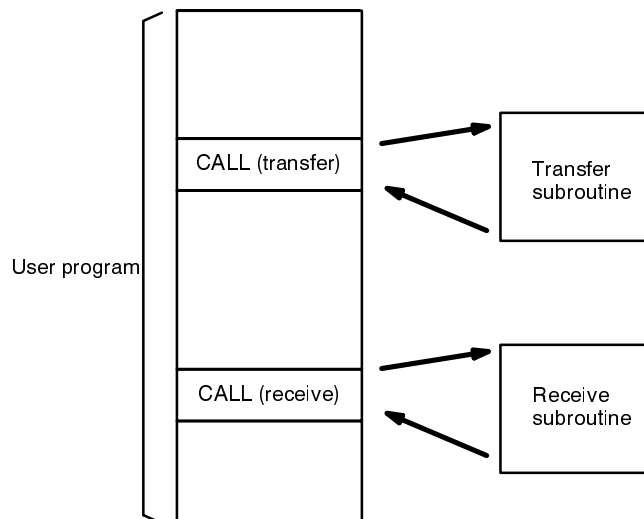 CALL (transfer)
Transfer
subroutine
User program
CALL (receive)
Receive
subroutine